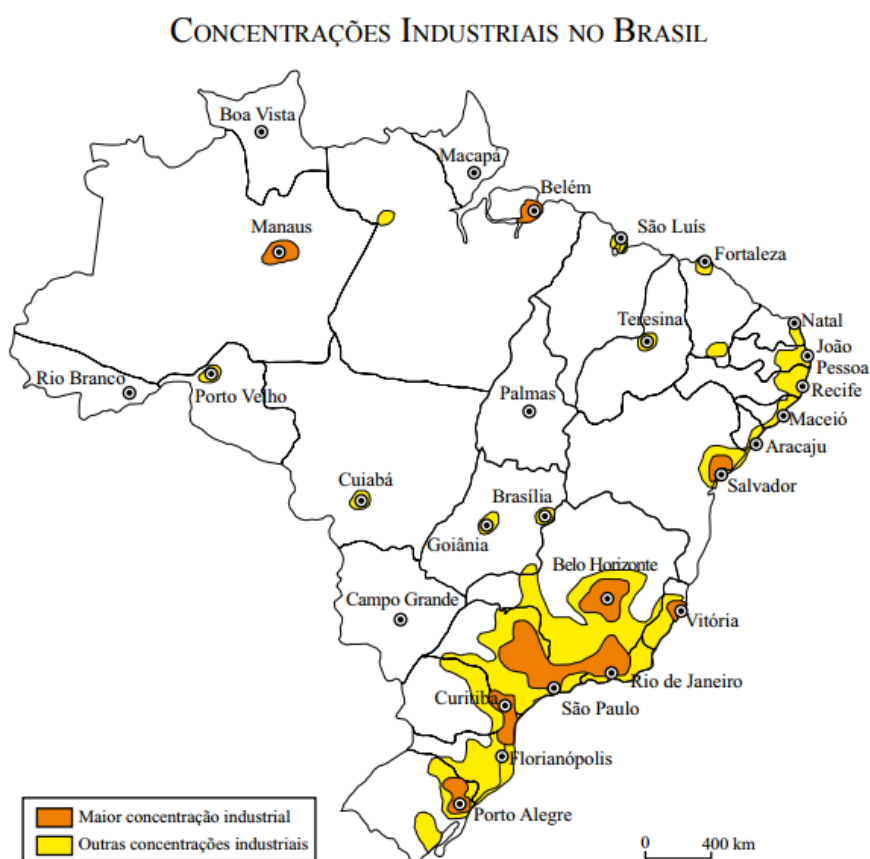 CONCENTRAÇÕES INDUSTRIAIS NO BRASIL
Boa Vista
Macapá
Belém
Manaus
São Luís
Fortaleza
Teresina
Natal
João
Pessoa
Rio Branco
Porto Velho
Palmas
Recife
Maceió
Aracaju
Salvador
Cuiabá
Brasília
Goiânia
Belo Horizonte
Campo Grande
Vitória
Rio de Janeiro
Curitiba
São Paulo
Florianópolis
Porto Alegre
Maior concentração industrial
Outras concentrações industriais
0 400 km